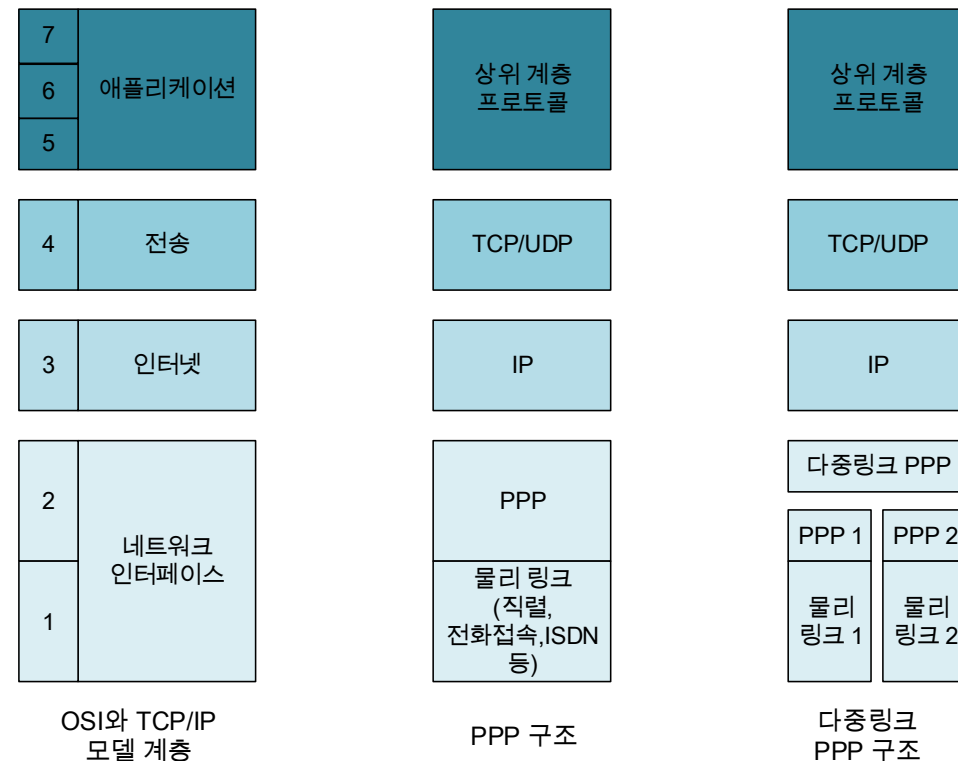 7
6
5
애플리케이션
4
전송
3
인터넷
2
1
네트워크
인터페이스
OSI와 TCP/IP
모델 계층
상위 계층
프로토콜
TCP/UDP
IP
PPP
물리 링크
(직렬,
전화접속,ISDN
등)
PPP 구조
상위 계층
프로토콜
TCP/UDP
IP
다중링크 PPP
PPP 1
물리
링크 1
PPP 2
물리
링크 2
다중링크
PPP 구조